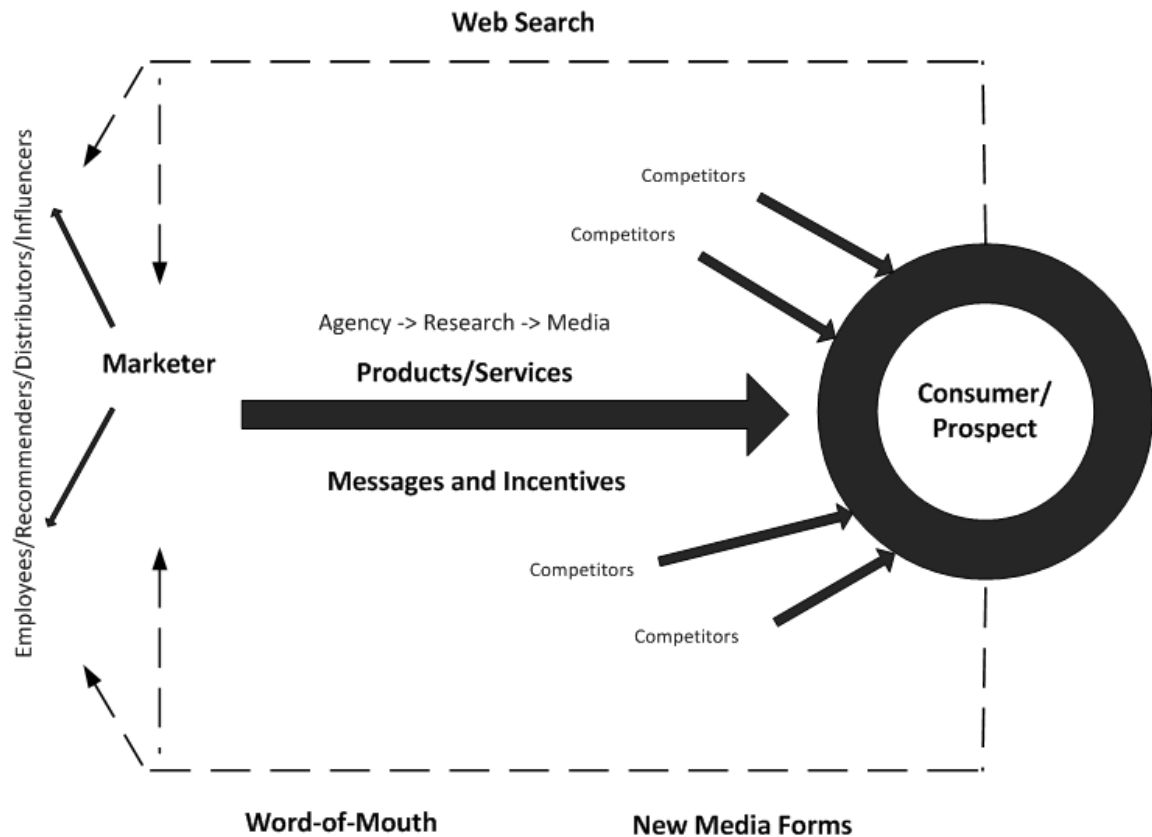 Web Search
Employees/Recommenders/Distributors/Influencers
Competitors
Competitors
Agency -> Research -> Media
Marketer
Products/Services
Consumer/
Prospect
Messages and Incentives
Competitors
Competitors
Word-of-Mouth
New Media Forms